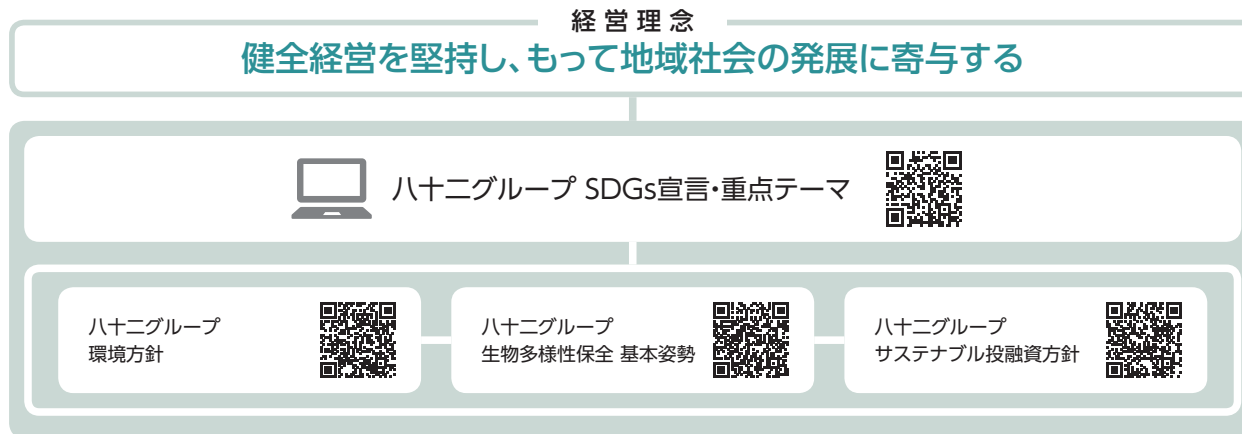 経営理念
健全経営を堅持し、もって地域社会の発展に寄与する
八十二グループ SDGs宣言・重点テーマ
八十二グループ
環境方針
八十二グループ
生物多様性保全 基本姿勢
八十二グループ
サステナブル投融資方針